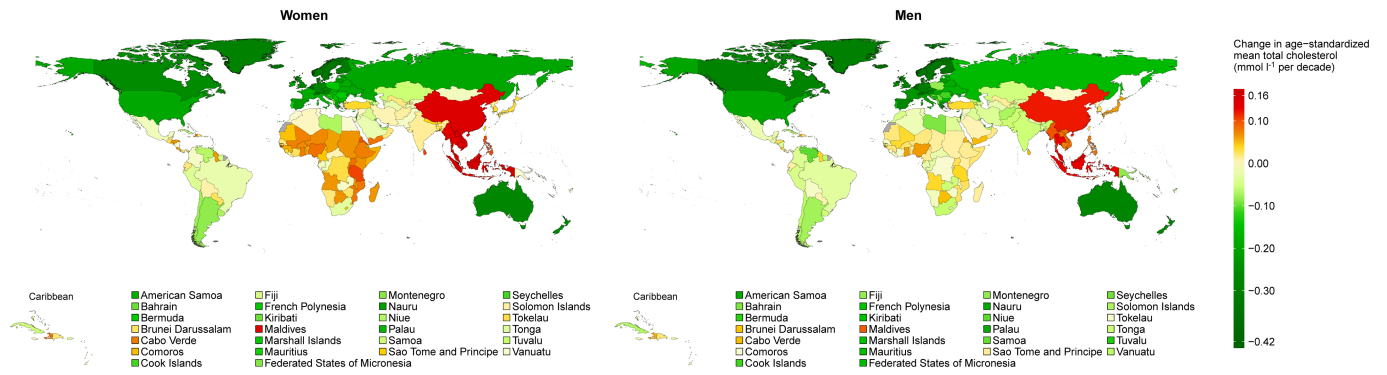 Women
Men
Change in age−standardized
mean total cholesterol
(mmol l⁻¹ per decade)
0.16
0.10
0.00
−0.10
−0.20
−0.30
−0.42
Caribbean
American Samoa
Bahrain
Bermuda
Brunei Darussalam
Cabo Verde
Comoros
Cook Islands
Fiji
French Polynesia
Kiribati
Maldives
Marshall Islands
Mauritius
Federated States of Micronesia
Montenegro
Nauru
Niue
Palau
Samoa
Sao Tome and Principe
Seychelles
Solomon Islands
Tokelau
Tonga
Tuvalu
Vanuatu
Caribbean
American Samoa
Bahrain
Bermuda
Brunei Darussalam
Cabo Verde
Comoros
Cook Islands
Fiji
French Polynesia
Kiribati
Maldives
Marshall Islands
Mauritius
Federated States of Micronesia
Montenegro
Nauru
Niue
Palau
Samoa
Sao Tome and Principe
Seychelles
Solomon Islands
Tokelau
Tonga
Tuvalu
Vanuatu